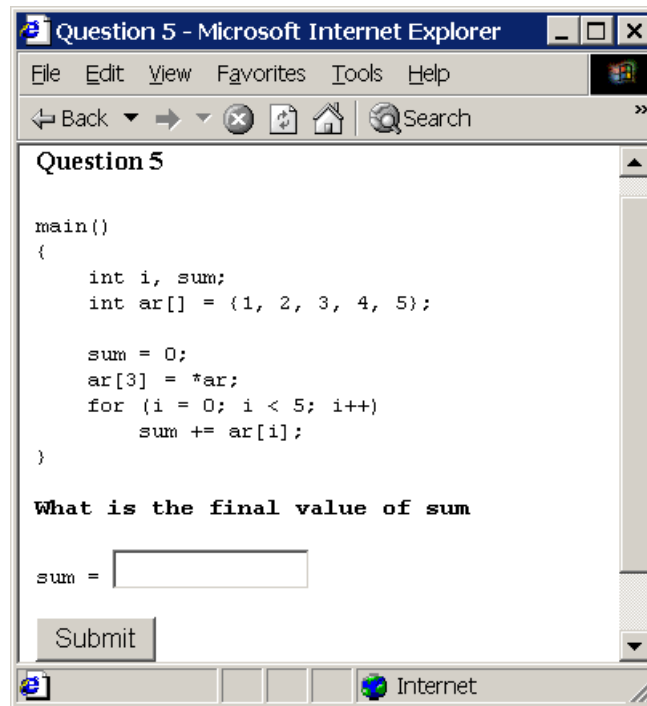 Question 5 - Microsoft Internet Explorer
File Edit View Favorites Tools Help
Back Search »
Question 5
main()
{
    int i, sum;
    int ar[] = {1, 2, 3, 4, 5};
    sum = 0;
    ar[3] = *ar;
    for (i = 0; i < 5; i++)
        sum += ar[i];
}
What is the final value of sum
sum =
Submit
Internet